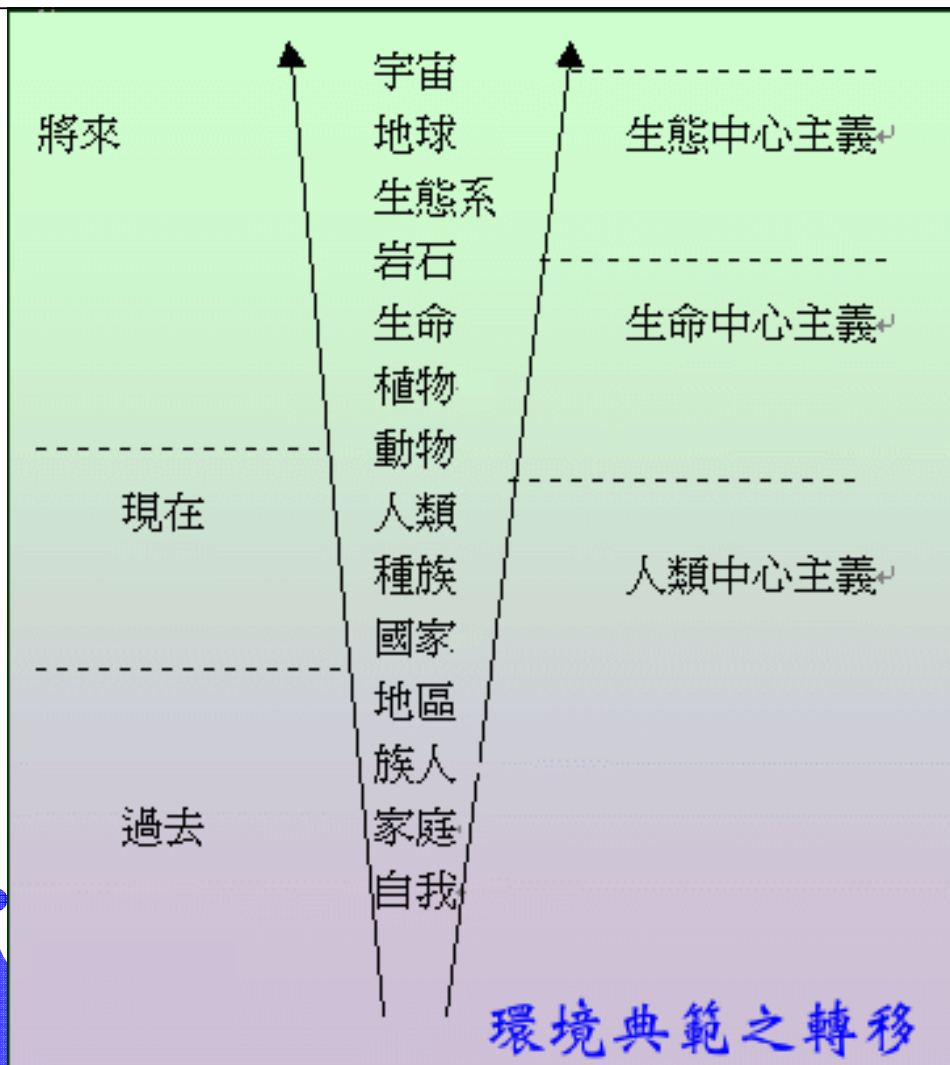 宇宙
將來 地球 生態中心主義
生態系
岩石
生命 生命中心主義
植物
動物
現在 人類
種族 人類中心主義
國家
地區
族人
過去 家庭
自我
環境典範之轉移